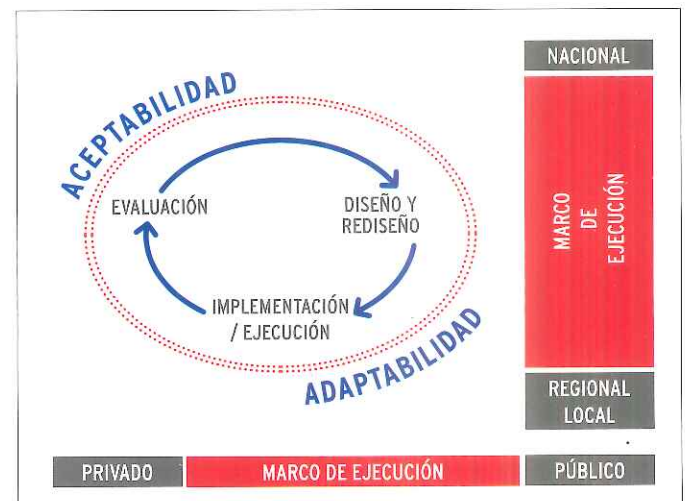 NACIONAL
ACEPTABILIDAD
EVALUACIÓN
DISEÑO Y
REDISEÑO
MARCO
DE
EJECUCIÓN
IMPLEMENTACIÓN
/ EJECUCIÓN
ADAPTABILIDAD
REGIONAL
LOCAL
PRIVADO
MARCO DE EJECUCIÓN
PÚBLICO